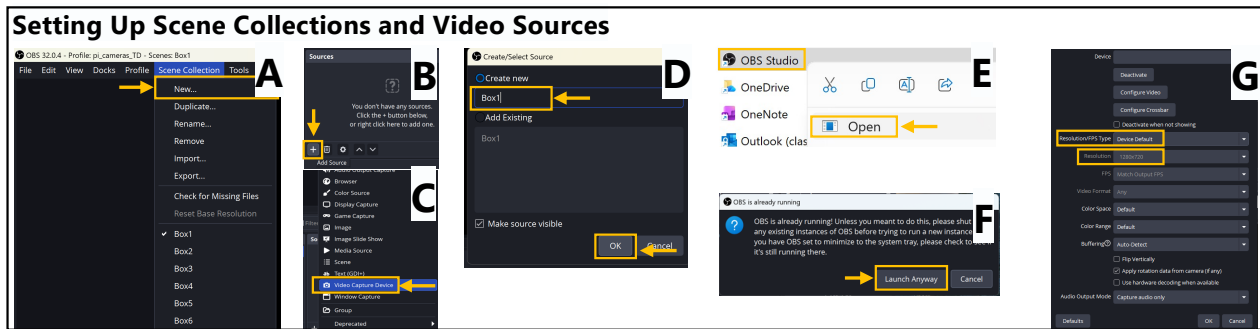 Setting Up Scene Collections and Video Sources
OBS 32.0.4 - Profile: pi_cameras_TD - Scenes: Box1
File Edit View Docks Profile Scene Collection Tools
New...
Duplicate...
Rename...
Remove
Import...
Export...
Check for Missing Files
Reset Base Resolution
Box1
Box2
Box3
Box4
Box5
Box6
A
Sources
B
You don't have any sources.
Click the + button below,
or right click here to add one.
Add Source
Browser
Color Source
Display Capture
Game Capture
Image
Image Slide Show
Media Source
Scene
Text (GDI+)
Video Capture Device
Window Capture
Group
Deprecated
C
Create/Select Source
D
Create new
Box1
Add Existing
Box1
Make source visible
OK Cancel
OBS Studio
E
OneDrive
OneNote
Outlook (clas
Open
OBS is already running
F
OBS is already running! Unless you meant to do this, please shut
any existing instances of OBS before trying to run a new instance
you have OBS set to minimize to the system tray, please check to
it's still running there.
Launch Anyway Cancel
G
Device
Deactivate
Configure Video
Configure Crossbar
Deactivate when not showing
Resolution/FPS Type Device Default
Resolution 1280x720
FPS Match Output FPS
Video Format Any
Color Space Default
Color Range Default
Buffering Auto-Detect
Flip Vertically
Apply rotation data from camera (if any)
Use hardware decoding when available
Audio Output Mode Capture audio only
Defaults OK Cancel